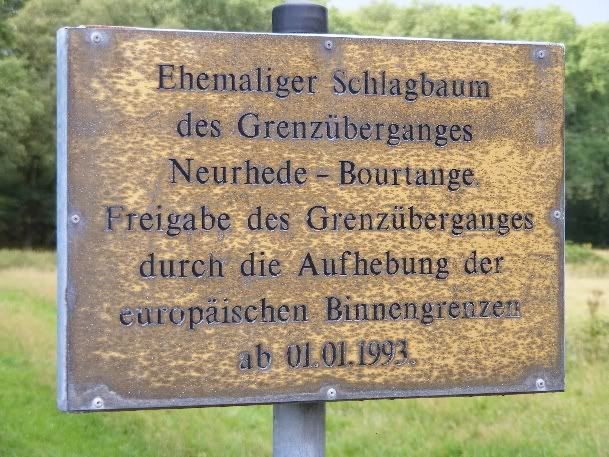 Ehemaliger Schlagbaum
des Grenzüberganges
Neurhede - Bourtange.
Freigabe des Grenzüberganges
durch die Aufhebung der
europäischen Binnengrenzen
ab 01.01.1993.